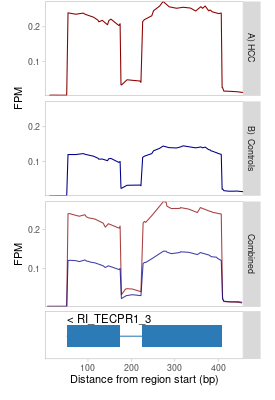 0.2
0.1
A) HCC
0.2
0.1
B) Controls
0.2
0.1
Combined
FPM
FPM
< RI_TECPR1_3
100 200 300 400
Distance from region start (bp)